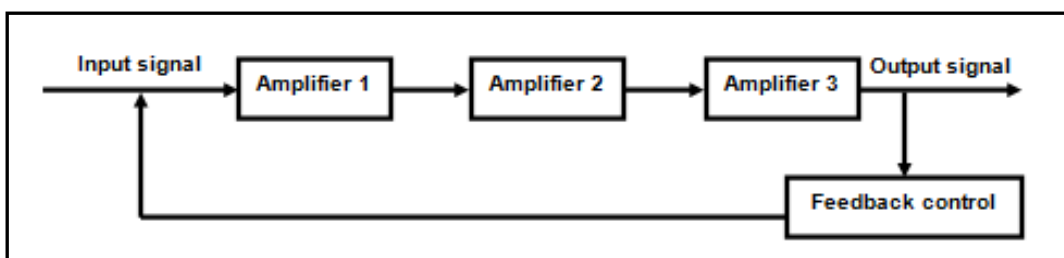 Input signal
Amplifier 1
Amplifier 2
Amplifier 3
Output signal
Feedback control